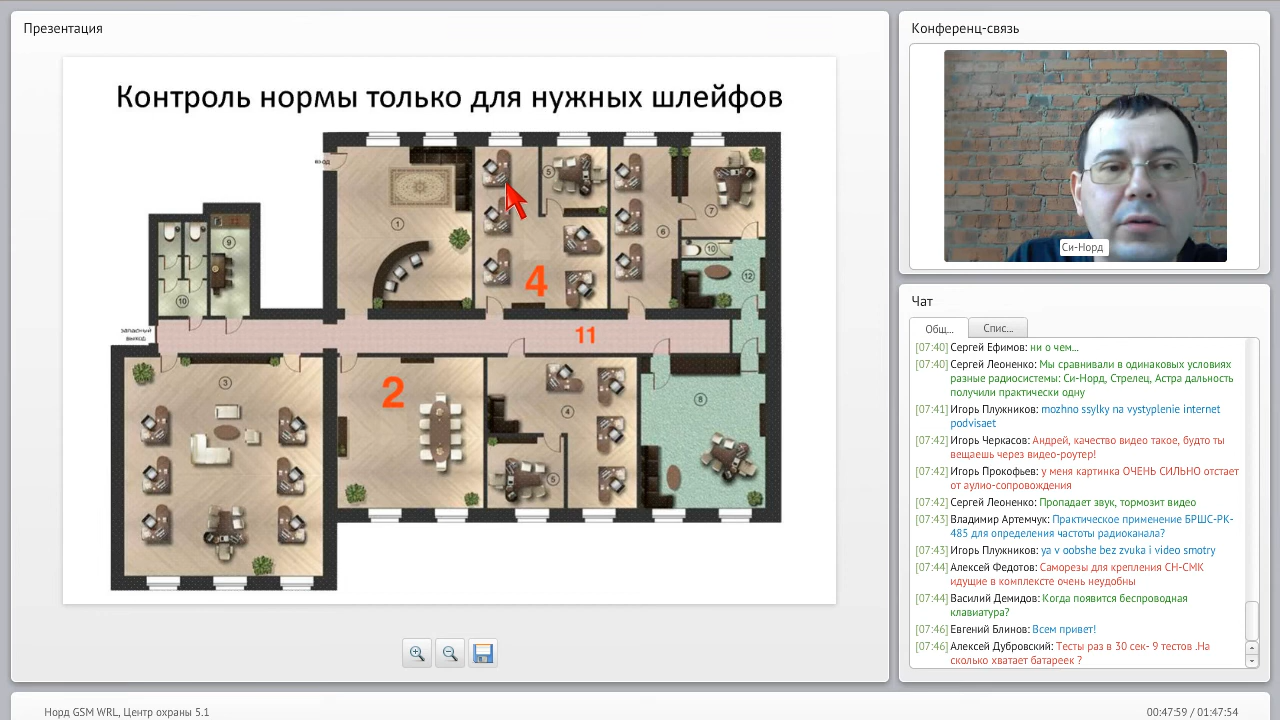 Презентация
Контроль нормы только для нужных шлейфов
вход
1
5
6
7
10
12
4
9
10
запасный
выход
11
3
2
4
5
8
Конференц-связь
Си-Норд
Чат
Общ...
Спис...
[07:40] Сергей Ефимов: ни о чем...
[07:40] Сергей Леоненко: Мы сравнивали в одинаковых условиях
разные радиосистемы: Си-Норд, Стрелец, Астра дальность
получили практически одну
[07:41] Игорь Плужников: mozhno ssylky na vystyplenie internet
podvisaet
[07:42] Игорь Черкасов: Андрей, качество видео такое, будто ты
вещаешь через видео-роутер!
[07:42] Игорь Прокофьев: у меня картинка ОЧЕНЬ СИЛЬНО отстает
от аулио-сопровождения
[07:42] Сергей Леоненко: Пропадает звук, тормозит видео
[07:43] Владимир Артемчук: Практическое применение БРШС-РК-
485 для определения частоты радиоканала?
[07:43] Игорь Плужников: ya v oobshe bez zvuka i video smotry
[07:44] Алексей Федотов: Саморезы для крепления СН-СМК
идущие в комплекте очень неудобны
[07:44] Василий Демидов: Когда появится беспроводная
клавиатура?
[07:46] Евгений Блинов: Всем привет!
[07:46] Алексей Дубровский: Тесты раз в 30 сек- 9 тестов .На
сколько хватает батареек ?
Норд GSM WRL, Центр охраны 5.1
00:47:59 / 01:47:54